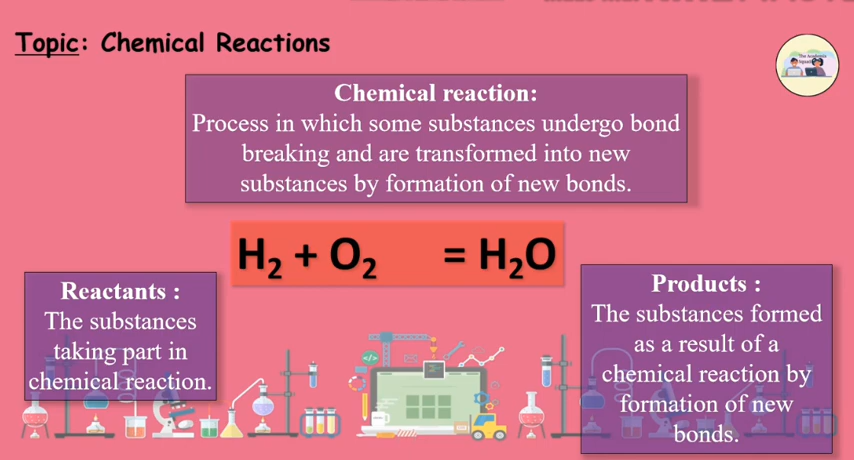 Topic: Chemical Reactions
Chemical reaction:
Process in which some substances undergo bond
breaking and are transformed into new
substances by formation of new bonds.
H₂ + O₂ = H₂O
Reactants :
The substances
taking part in
chemical reaction.
Products :
The substances formed
as a result of a
chemical reaction by
formation of new
bonds.